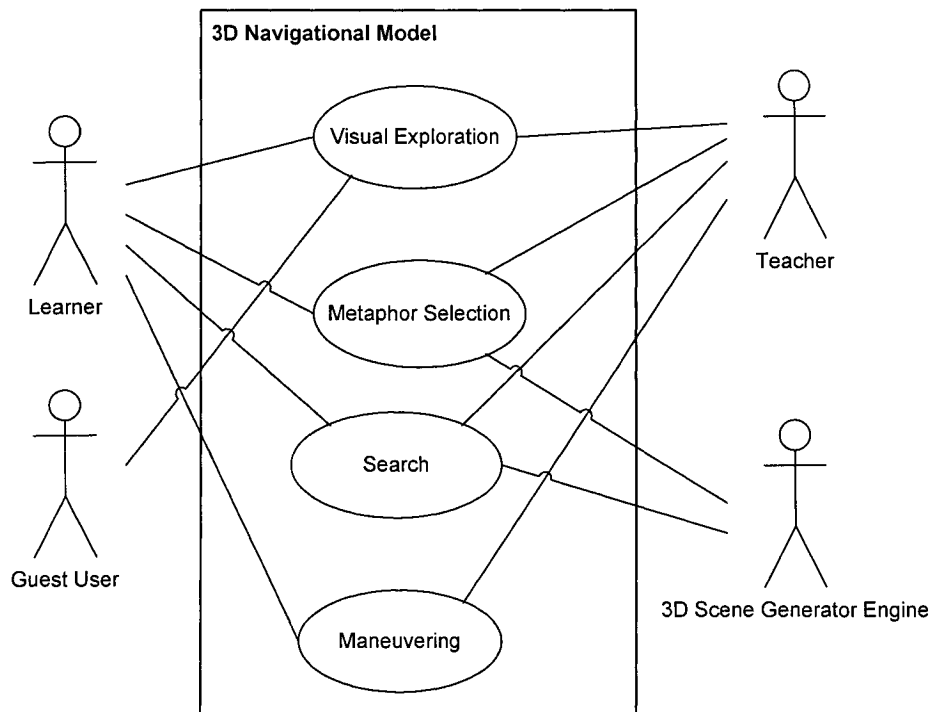 3D Navigational Model
Visual Exploration
Learner
Teacher
Metaphor Selection
Search
Guest User
3D Scene Generator Engine
Maneuvering